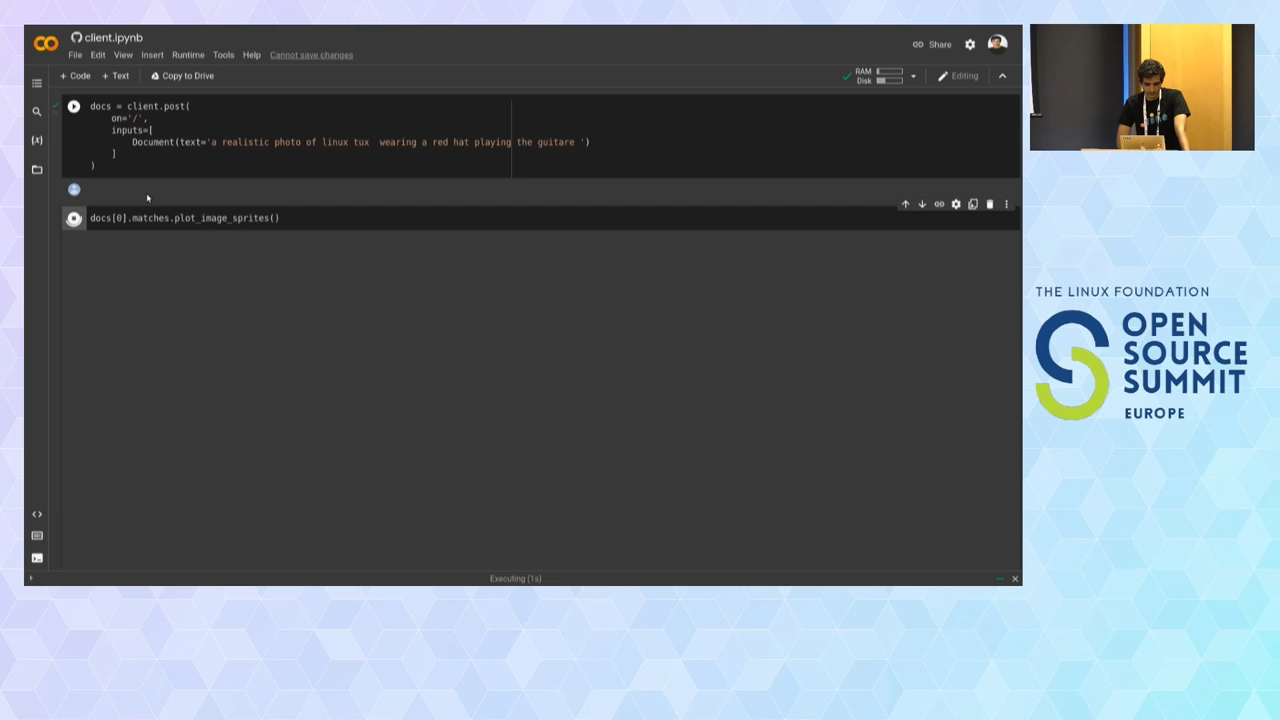 client.ipynb
Share
File Edit View Insert Runtime Tools Help Cannot save changes
+ Code + Text Copy to Drive
RAM
Disk
Editing
docs = client.post(
on='/',
inputs=[
Document(text='a realistic photo of linux tux  wearing a red hat playing the guitare ')
]
)
docs[0].matches.plot_image_sprites()
Executing (1s)
THE LINUX FOUNDATION
OPEN
SOURCE
SUMMIT
EUROPE